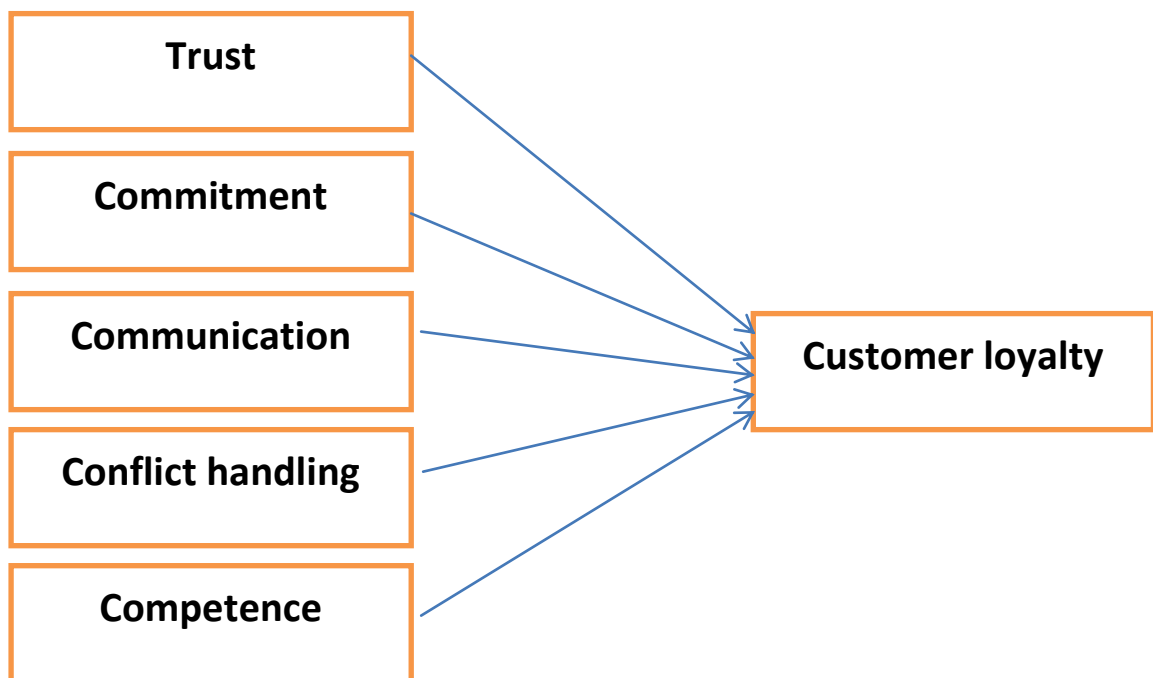 Trust
Commitment
Communication
Conflict handling
Competence
Customer loyalty